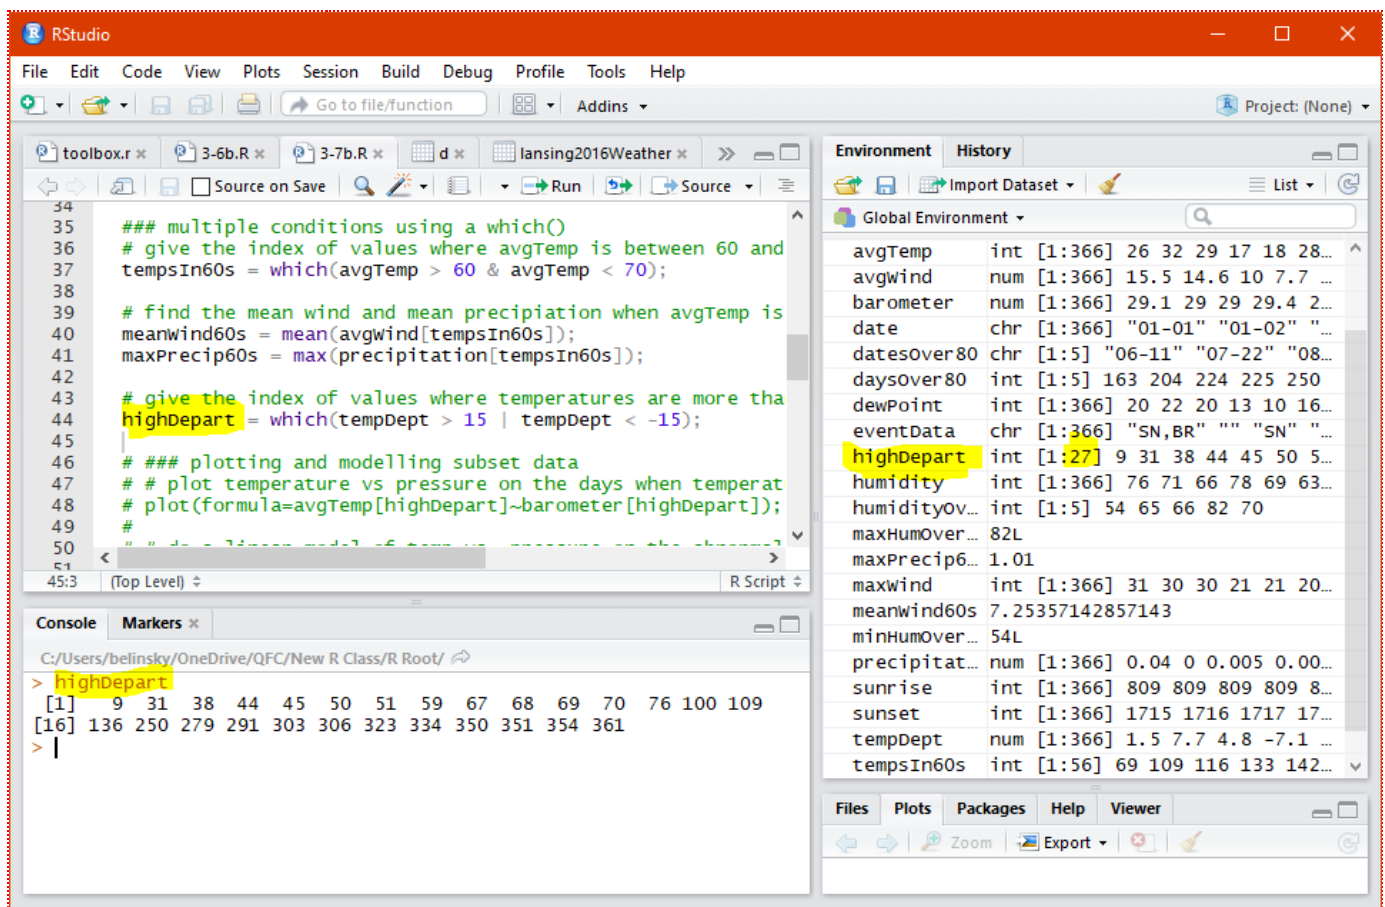 RStudio
File Edit Code View Plots Session Build Debug Profile Tools Help
Go to file/function Addins Project: (None)
toolbox.r 3-6b.R 3-7b.R d lansing2016Weather
Source on Save Run Source
34
35 ### multiple conditions using a which()
36 # give the index of values where avgTemp is between 60 and
37 tempsIn60s = which(avgTemp > 60 & avgTemp < 70);
38
39 # find the mean wind and mean precipiation when avgTemp is
40 meanWind60s = mean(avgWind[tempsIn60s]);
41 maxPrecip60s = max(precipitation[tempsIn60s]);
42
43 # give the index of values where temperatures are more tha
44 highDepart = which(tempDept > 15 | tempDept < -15);
45
46 # ### plotting and modelling subset data
47 # # plot temperature vs pressure on the days when temperat
48 # plot(formula=avgTemp[highDepart]~barometer[highDepart]);
49 #
50
51
45:3 (Top Level) R Script
Console Markers
C:/Users/belinsky/OneDrive/QFC/New R Class/R Root/
> highDepart
[1] 9 31 38 44 45 50 51 59 67 68 69 70 76 100 109
[16] 136 250 279 291 303 306 323 334 350 351 354 361
>
Environment History
Import Dataset List
Global Environment
avgTemp int [1:366] 26 32 29 17 18 28...
avgWind num [1:366] 15.5 14.6 10 7.7 ...
barometer num [1:366] 29.1 29 29 29.4 2...
date chr [1:366] "01-01" "01-02" "...
datesOver80 chr [1:5] "06-11" "07-22" "08...
daysOver80 int [1:5] 163 204 224 225 250
dewPoint int [1:366] 20 22 20 13 10 16...
eventData chr [1:366] "SN,BR" "" "SN" "...
highDepart int [1:27] 9 31 38 44 45 50 5...
humidity int [1:366] 76 71 66 78 69 63...
humidityOv... int [1:5] 54 65 66 82 70
maxHumOver... 82L
maxPrecip6... 1.01
maxWind int [1:366] 31 30 30 21 21 20...
meanWind60s 7.25357142857143
minHumOver... 54L
precipitat... num [1:366] 0.04 0 0.005 0.00...
sunrise int [1:366] 809 809 809 809 8...
sunset int [1:366] 1715 1716 1717 17...
tempDept num [1:366] 1.5 7.7 4.8 -7.1 ...
tempsIn60s int [1:56] 69 109 116 133 142...
Files Plots Packages Help Viewer
Zoom Export